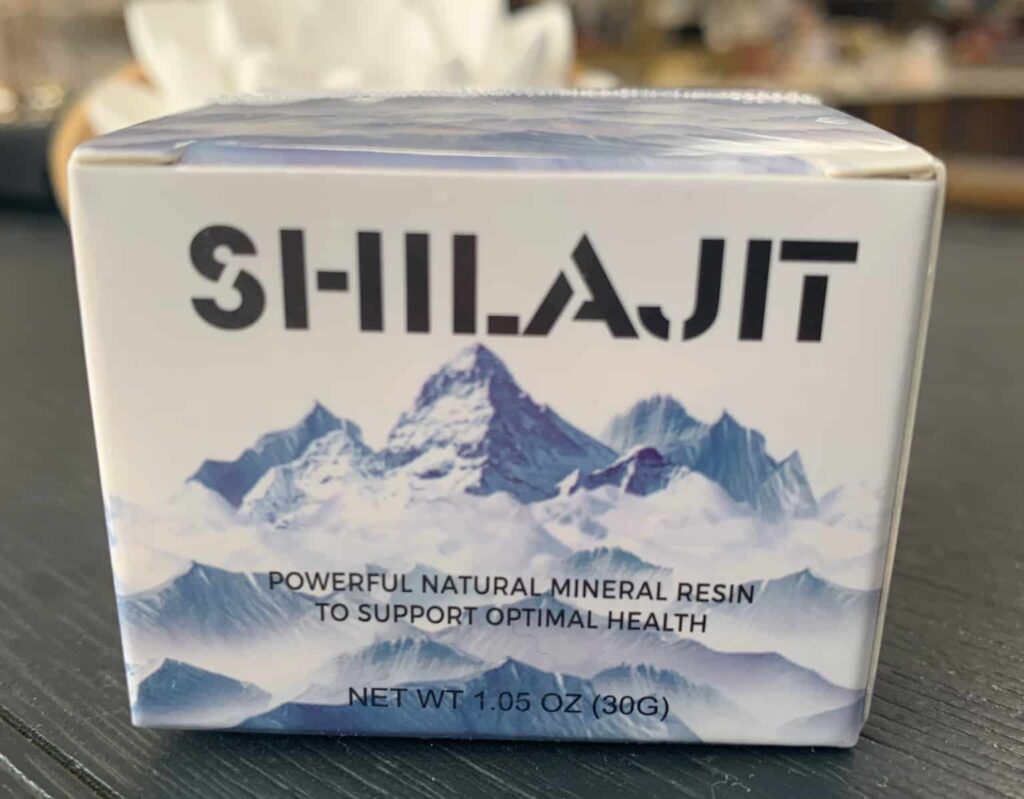 SHILAJIT
POWERFUL NATURAL MINERAL RESIN
TO SUPPORT OPTIMAL HEALTH
NET WT 1.05 OZ (30G)